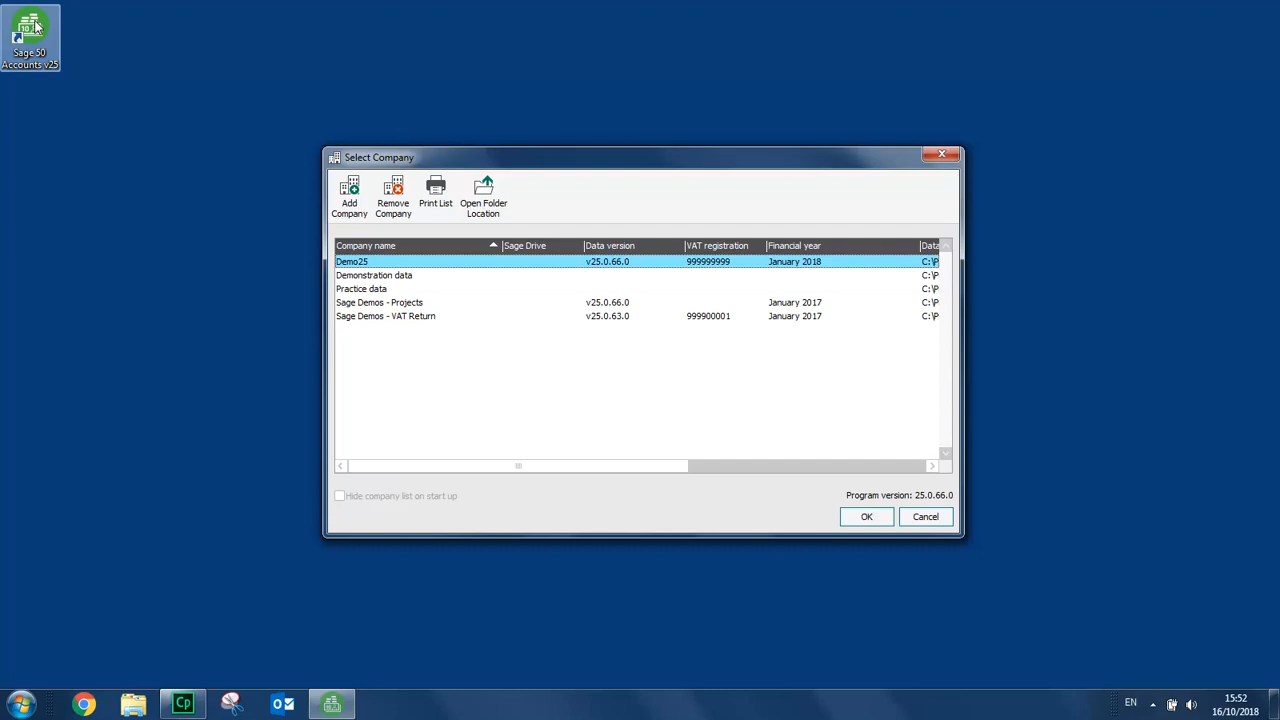 Sage 50
Accounts v25
Select Company
Add Company
Remove Company
Print List
Open Folder Location
Company name Sage Drive Data version VAT registration Financial year Data
Demo25 v25.0.66.0 999999999 January 2018 C:\P
Demonstration data C:\P
Practice data C:\P
Sage Demos - Projects v25.0.66.0 January 2017 C:\P
Sage Demos - VAT Return v25.0.63.0 999900001 January 2017 C:\P
Hide company list on start up
Program version: 25.0.66.0
OK Cancel
Cp
EN
15:52
16/10/2018